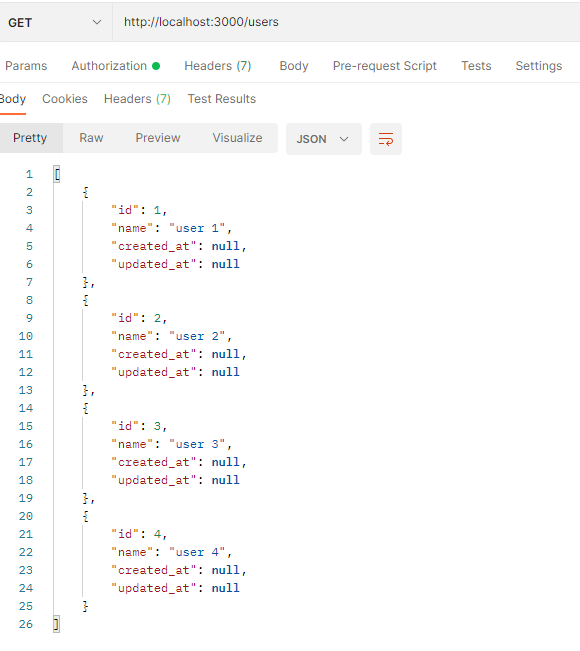 GET http://localhost:3000/users
Params Authorization Headers (7) Body Pre-request Script Tests Settings
Body Cookies Headers (7) Test Results
Pretty Raw Preview Visualize JSON
1 [
2 {
3 "id": 1,
4 "name": "user 1",
5 "created_at": null,
6 "updated_at": null
7 },
8 {
9 "id": 2,
10 "name": "user 2",
11 "created_at": null,
12 "updated_at": null
13 },
14 {
15 "id": 3,
16 "name": "user 3",
17 "created_at": null,
18 "updated_at": null
19 },
20 {
21 "id": 4,
22 "name": "user 4",
23 "created_at": null,
24 "updated_at": null
25 }
26 ]